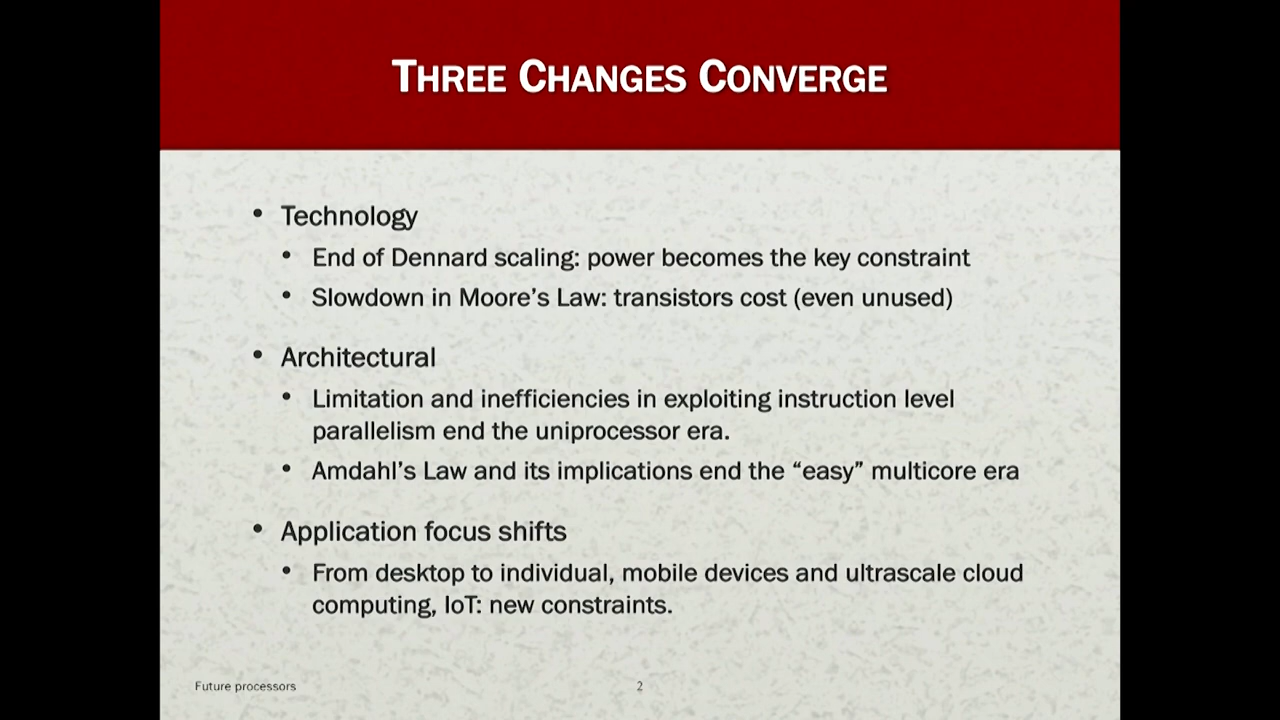 THREE CHANGES CONVERGE
• Technology
• End of Dennard scaling: power becomes the key constraint
• Slowdown in Moore’s Law: transistors cost (even unused)
• Architectural
• Limitation and inefficiencies in exploiting instruction level
parallelism end the uniprocessor era.
• Amdahl’s Law and its implications end the “easy” multicore era
• Application focus shifts
• From desktop to individual, mobile devices and ultrascale cloud
computing, IoT: new constraints.
Future processors
2